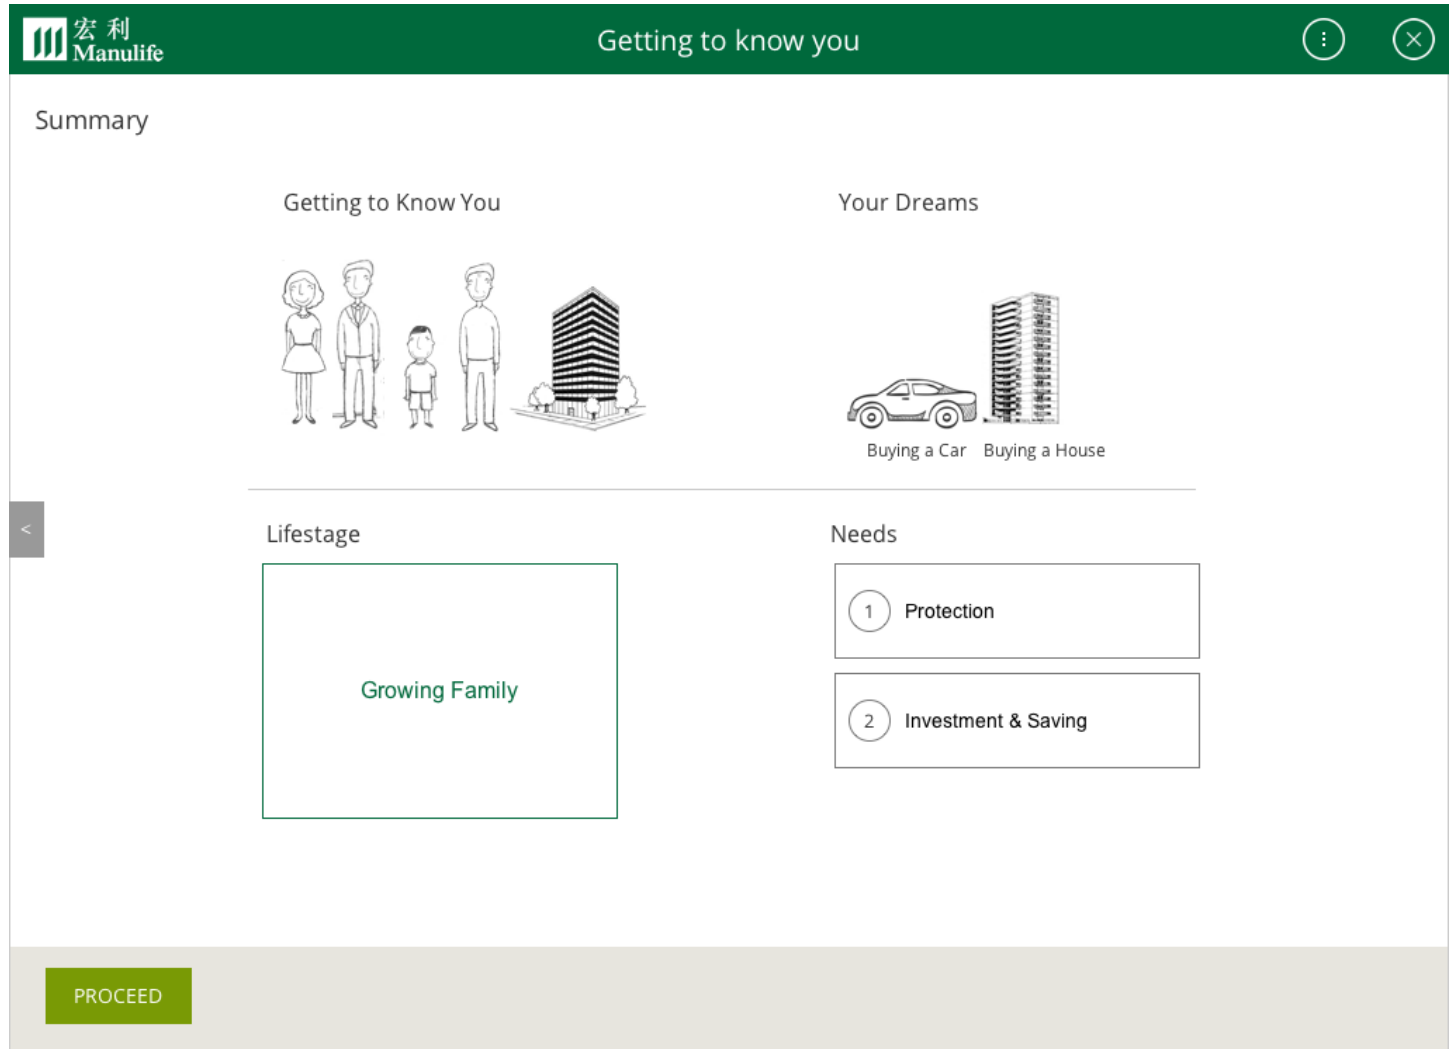 宏利
Manulife
Getting to know you
Summary
Getting to Know You
Your Dreams
Buying a Car
Buying a House
<
Lifestage
Growing Family
Needs
1 Protection
2 Investment & Saving
PROCEED